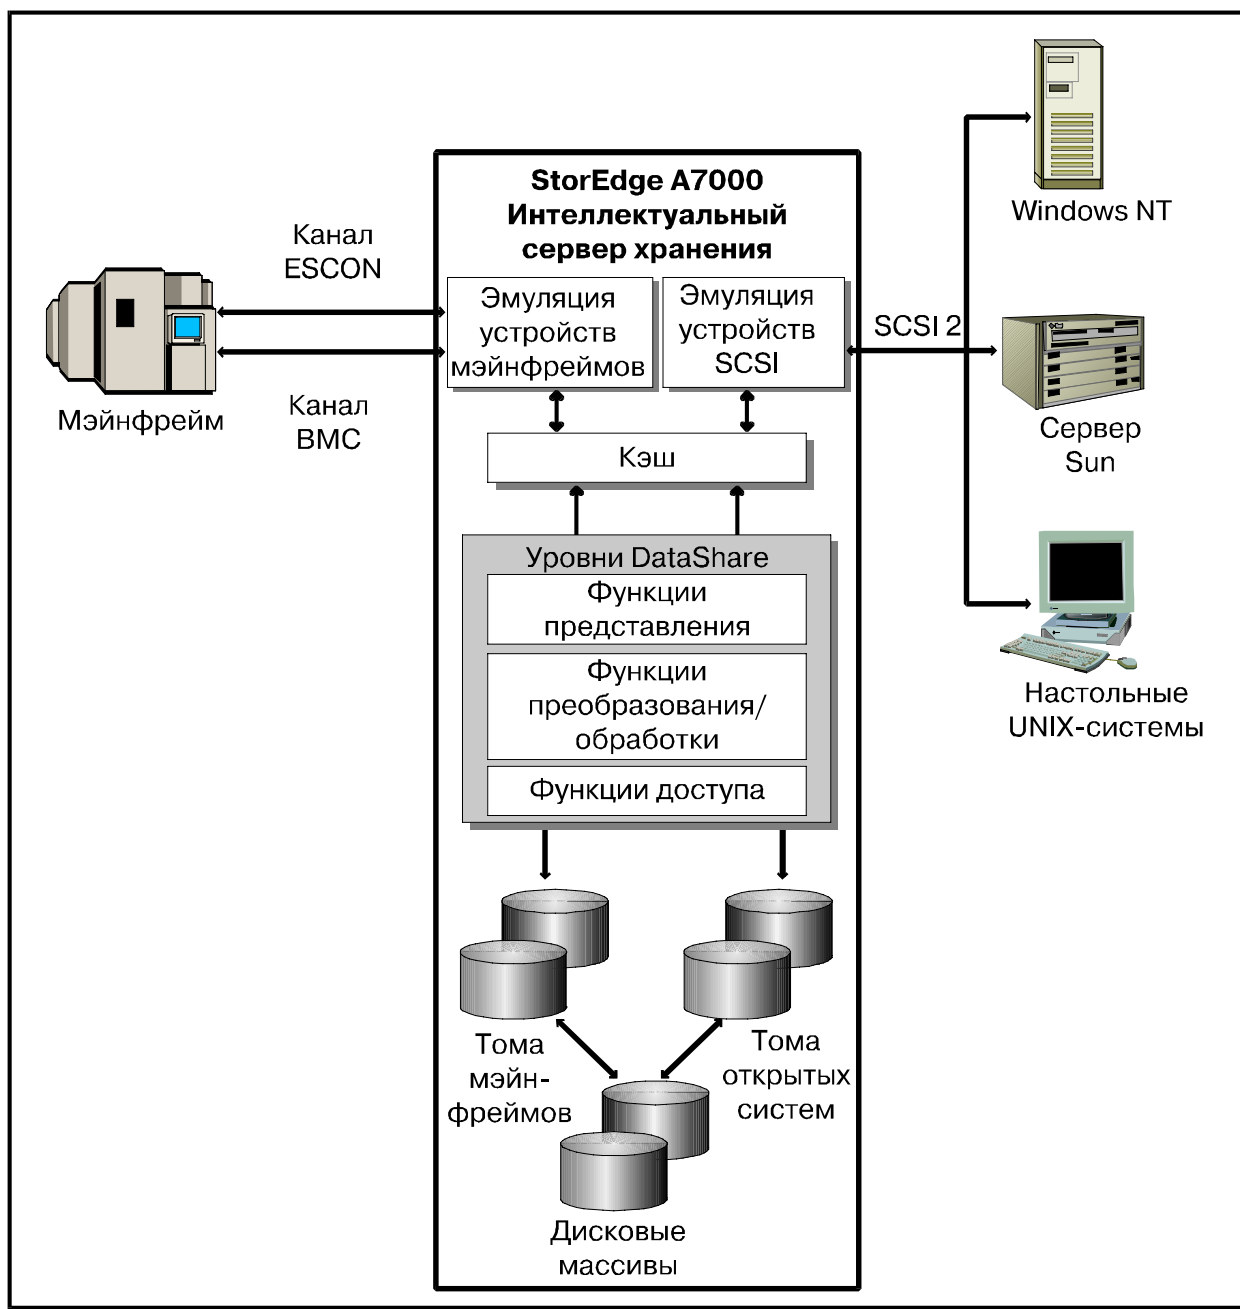 StorEdge A7000
Интеллектуальный
сервер хранения
Канал
ESCON
Мэйнфрейм
Канал
BMC
Эмуляция
устройств
мэйнфреймов
Эмуляция
устройств
SCSI
SCSI 2
Windows NT
Сервер
Sun
Настольные
UNIX-системы
Кэш
Уровни DataShare
Функции
представления
Функции
преобразования/
обработки
Функции доступа
Тома
мэйн-
фреймов
Тома
открытых
систем
Дисковые
массивы